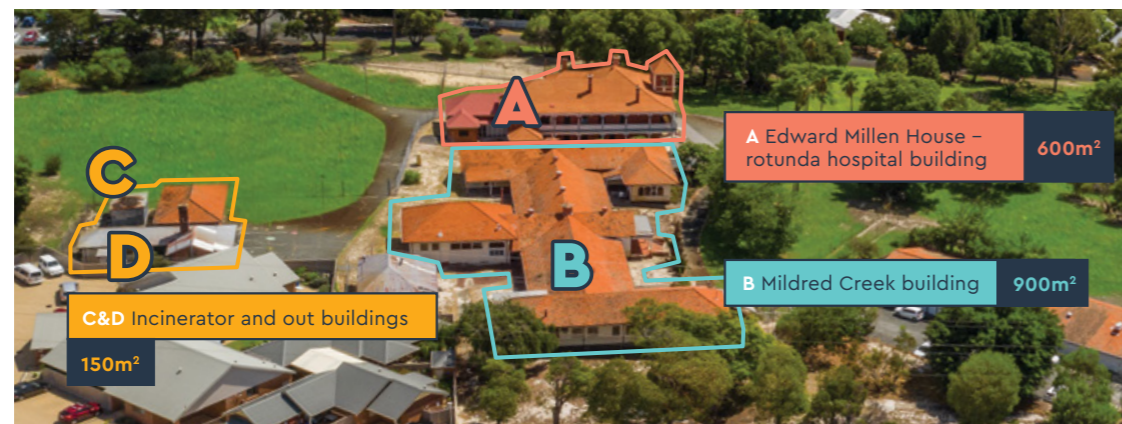 A
C
D
B
A Edward Millen House –
rotunda hospital building
600m²
B Mildred Creek building
900m²
C&D Incinerator and out buildings
150m²